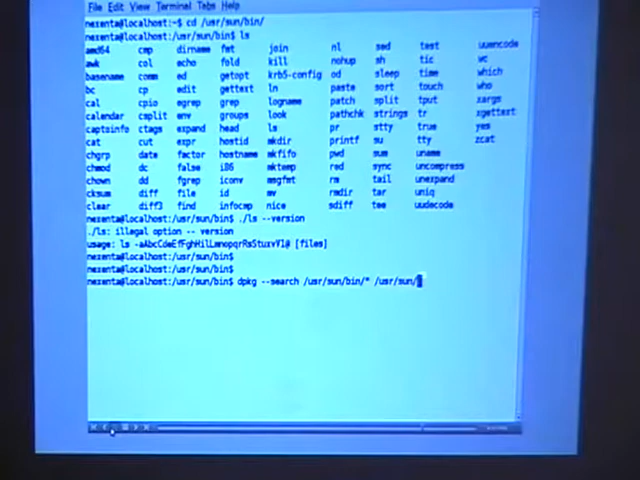 File Edit View Terminal Tabs Help
nexenta@localhost:~$ cd /usr/sun/bin/
nexenta@localhost:/usr/sun/bin$ ls
amd64 cmp dirname fmt join nl sed test uuencode
awk col echo fold kill nohup sh tic vc
basename comm ed getopt krb5-config od sleep time which
bc cp edit gettext ln paste sort touch who
cal cpio egrep grep logname patch split tput xargs
calendar csplit env groups look pathchk strings tr xgettext
captoinfo ctags expand head ls pr stty true yes
cat cut expr hostid mkdir printf su tty zcat
chgrp date factor hostname mkfifo pwd sum uname
chmod dc false i86 mktemp red sync uncompress
chown dd fgrep iconv msgfmt rm tail unexpand
cksum diff file id mv rmdir tar uniq
clear diff3 find infocmp nice sdiff tee uudecode
nexenta@localhost:/usr/sun/bin$ ./ls --version
./ls: illegal option -- version
usage: ls -aAbcCdeEfFghHilLmnopqrRsStuxvV1@ [files]
nexenta@localhost:/usr/sun/bin$
nexenta@localhost:/usr/sun/bin$
nexenta@localhost:/usr/sun/bin$ dpkg --search /usr/sun/bin/* /usr/sun/